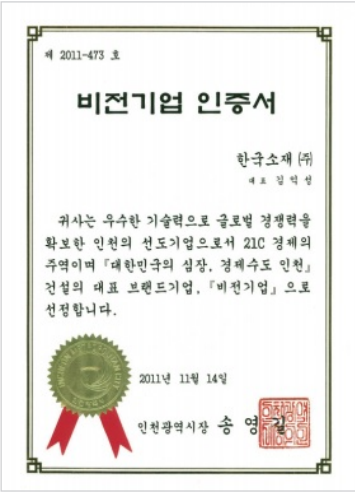 제 2011-473 호
비전기업 인증서
한국소재 (주)
대표 김억성
귀사는 우수한 기술력으로 글로벌 경쟁력을
확보한 인천의 선도기업으로서 21C 경제의
주역이며 『대한민국의 심장, 경제수도 인천』
건설의 대표 브랜드기업, 『비전기업』으로
선정합니다.
2011년 11월 14일
인천광역시장 송 영 길